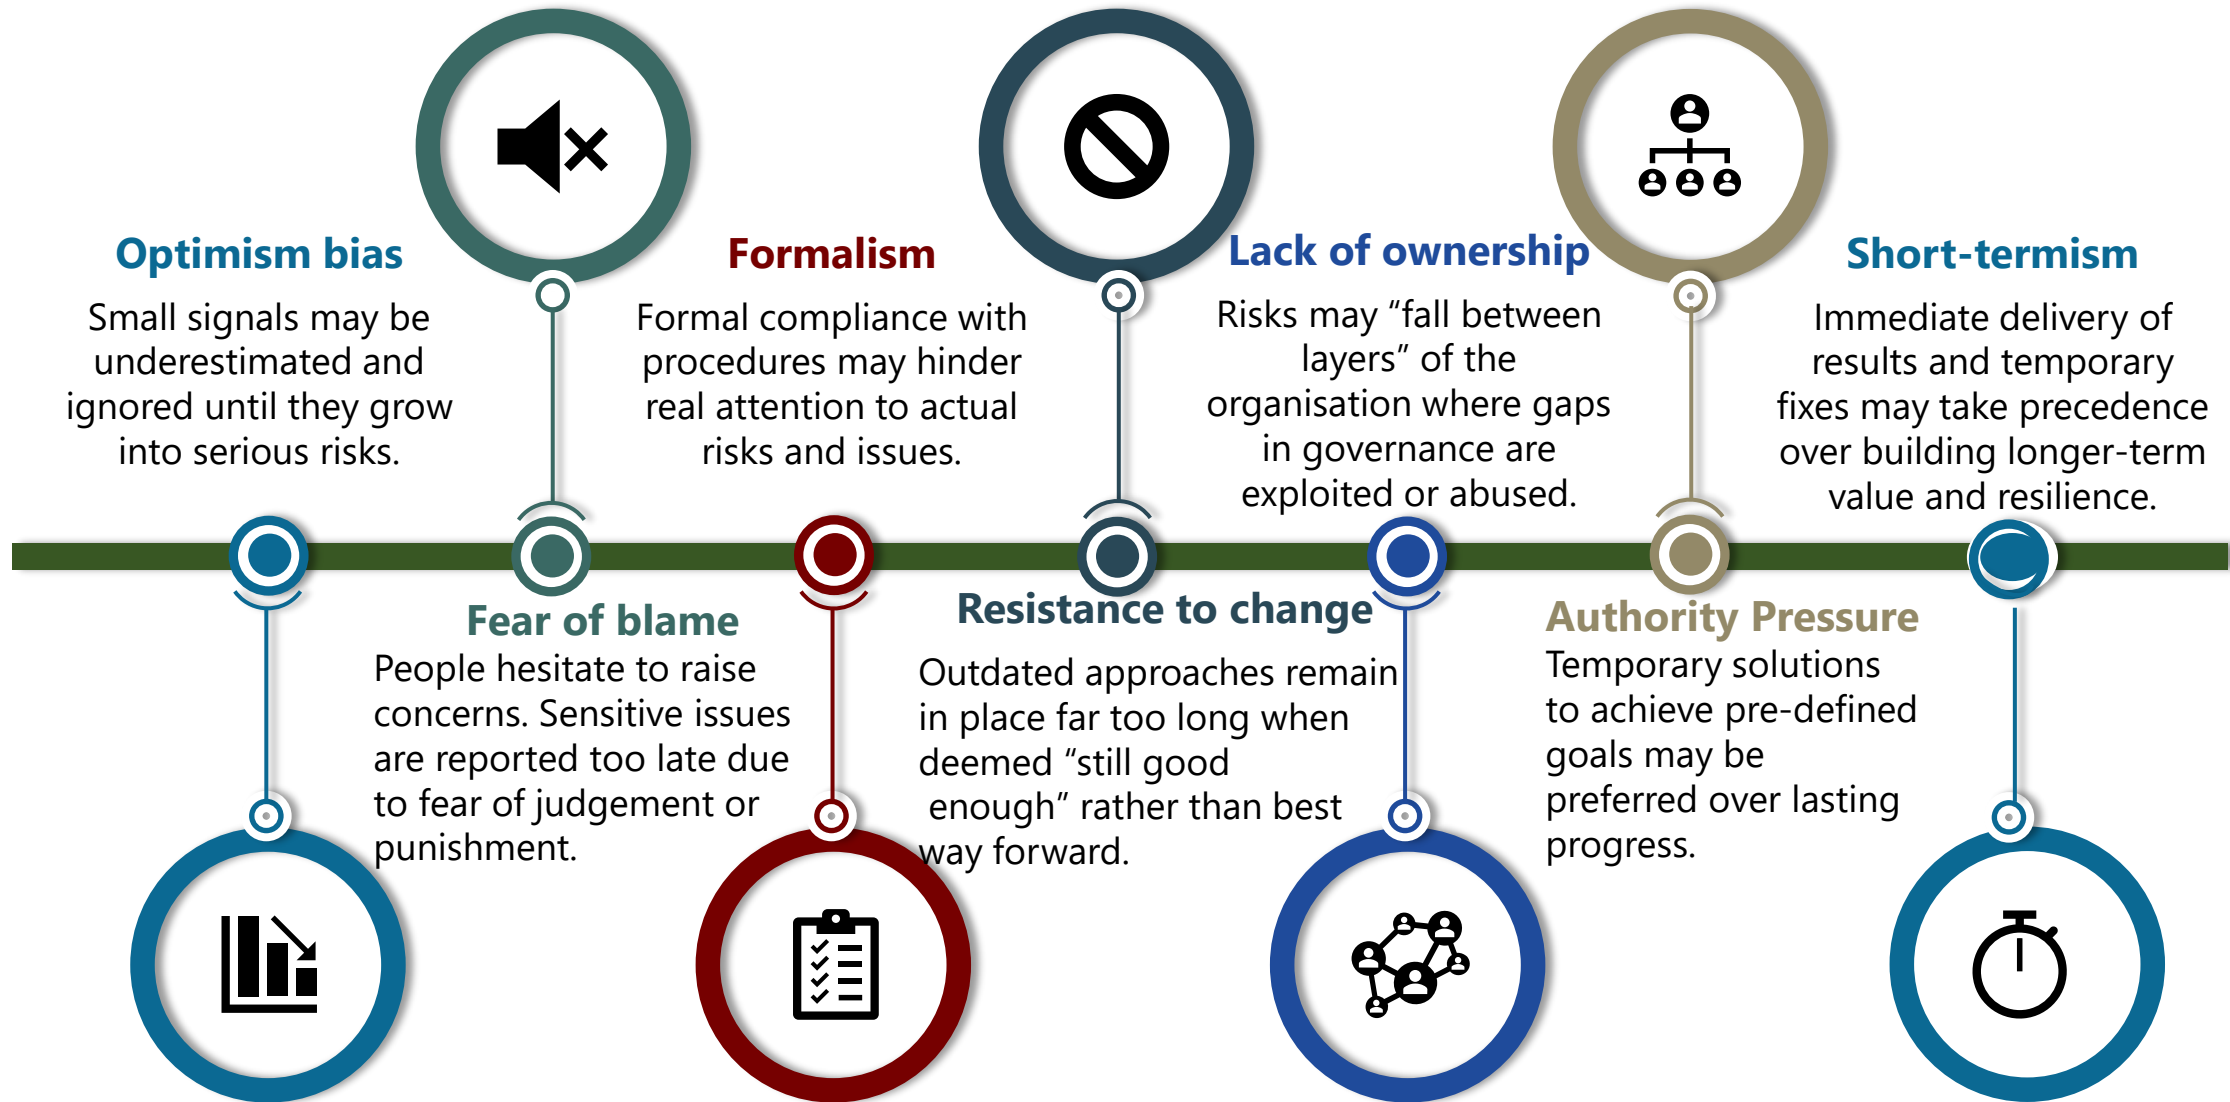 Optimism bias
Small signals may be
underestimated and
ignored until they grow
into serious risks.
Fear of blame
People hesitate to raise
concerns. Sensitive issues
are reported too late due
to fear of judgement or
punishment.
Formalism
Formal compliance with
procedures may hinder
real attention to actual
risks and issues.
Resistance to change
Outdated approaches remain
in place far too long when
deemed “still good
enough” rather than best
way forward.
Lack of ownership
Risks may “fall between
layers” of the
organisation where gaps
in governance are
exploited or abused.
Authority Pressure
Temporary solutions
to achieve pre-defined
goals may be
preferred over lasting
progress.
Short-termism
Immediate delivery of
results and temporary
fixes may take precedence
over building longer-term
value and resilience.